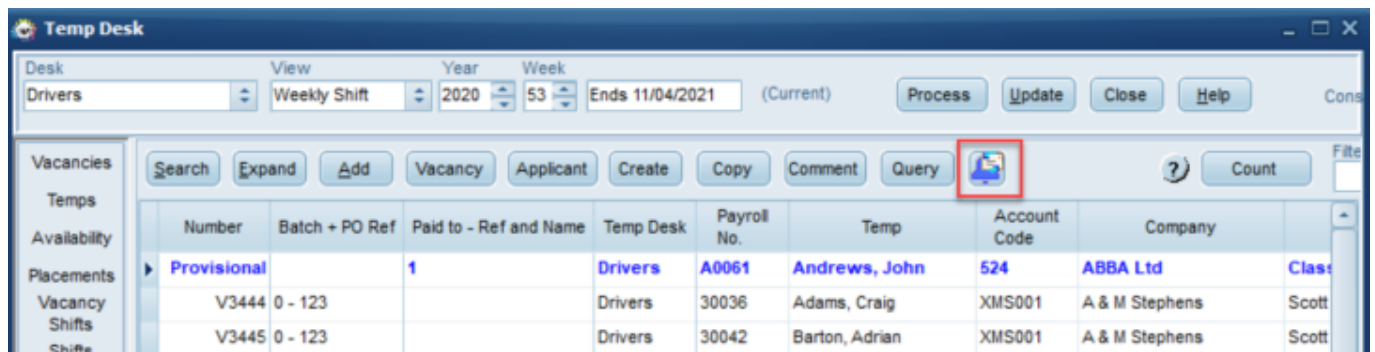 Temp Desk
Desk View Year Week
Drivers Weekly Shift 2020 53 Ends 11/04/2021 (Current) Process Update Close Help Cons
Vacancies Search Expand Add Vacancy Applicant Create Copy Comment Query ? Count Filte
Temps
Availability
Placements
Vacancy
Shifts
Shifts
Number Batch + PO Ref Paid to - Ref and Name Temp Desk Payroll No. Temp Account Code Company
Provisional 1 Drivers A0061 Andrews, John 524 ABBA Ltd Class
V3444 0 - 123 Drivers 30036 Adams, Craig XMS001 A & M Stephens Scott
V3445 0 - 123 Drivers 30042 Barton, Adrian XMS001 A & M Stephens Scott